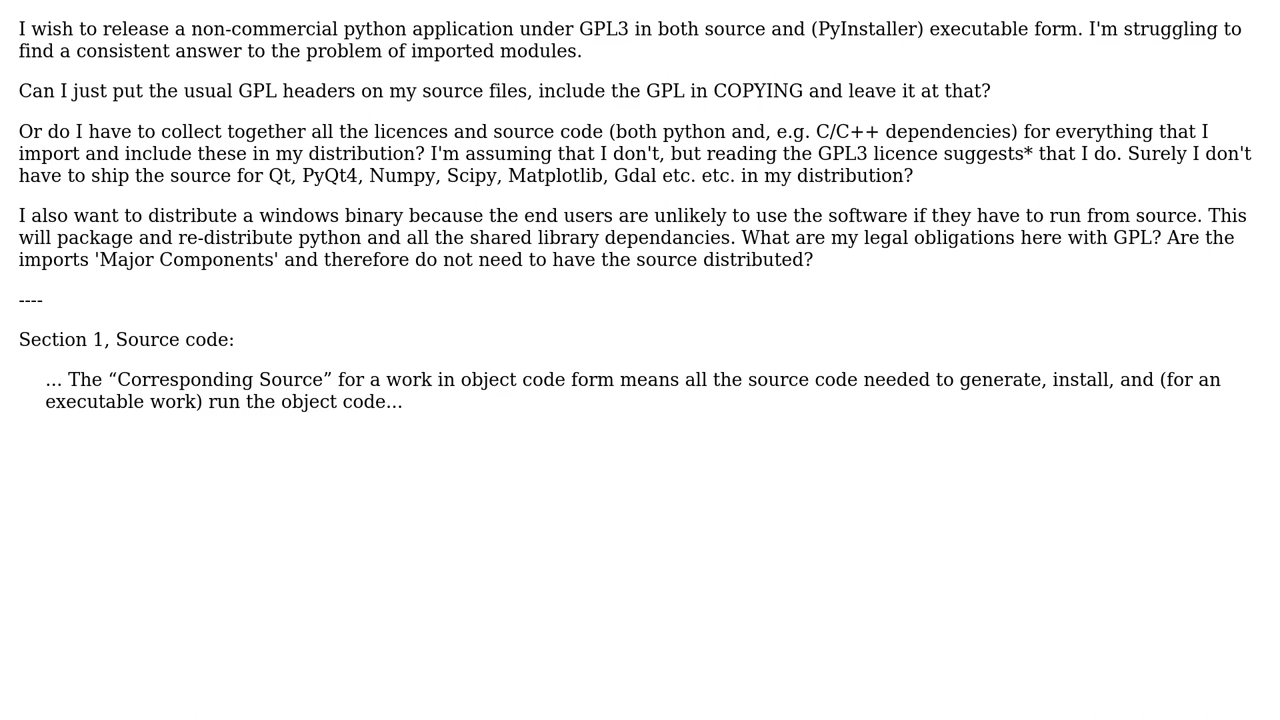 I wish to release a non-commercial python application under GPL3 in both source and (PyInstaller) executable form. I'm struggling to
find a consistent answer to the problem of imported modules.
Can I just put the usual GPL headers on my source files, include the GPL in COPYING and leave it at that?
Or do I have to collect together all the licences and source code (both python and, e.g. C/C++ dependencies) for everything that I
import and include these in my distribution? I'm assuming that I don't, but reading the GPL3 licence suggests* that I do. Surely I don't
have to ship the source for Qt, PyQt4, Numpy, Scipy, Matplotlib, Gdal etc. etc. in my distribution?
I also want to distribute a windows binary because the end users are unlikely to use the software if they have to run from source. This
will package and re-distribute python and all the shared library dependancies. What are my legal obligations here with GPL? Are the
imports 'Major Components' and therefore do not need to have the source distributed?
----
Section 1, Source code:
... The “Corresponding Source” for a work in object code form means all the source code needed to generate, install, and (for an
executable work) run the object code...